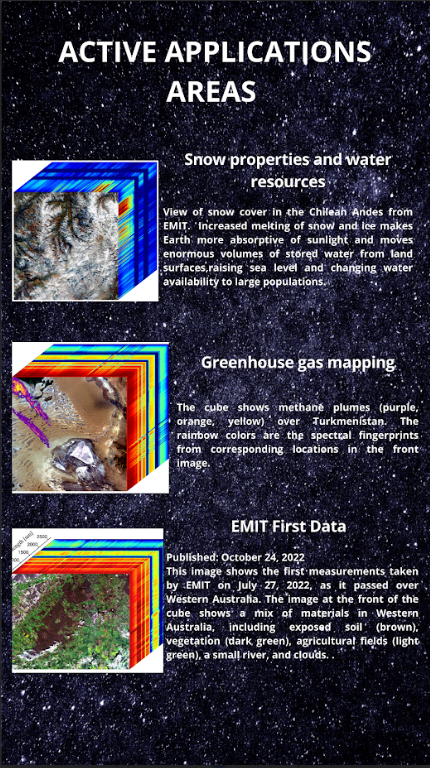 ACTIVE APPLICATIONS
AREAS
Snow properties and water
resources
View of snow cover in the Chilean Andes from
EMIT. Increased melting of snow and ice makes
Earth more absorptive of sunlight and moves
enormous volumes of stored water from land
surfaces,raising sea level and changing water
availability to large populations.
Greenhouse gas mapping
The cube shows methane plumes (purple,
orange, yellow) over Turkmenistan. The
rainbow colors are the spectral fingerprints
from corresponding locations in the front
image.
EMIT First Data
2500
2000
1500
Published: October 24, 2022
This image shows the first measurements taken
by EMIT on July 27, 2022, as it passed over
Western Australia. The image at the front of the
cube shows a mix of materials in Western
Australia, including exposed soil (brown),
vegetation (dark green), agricultural fields (light
green), a small river, and clouds. .